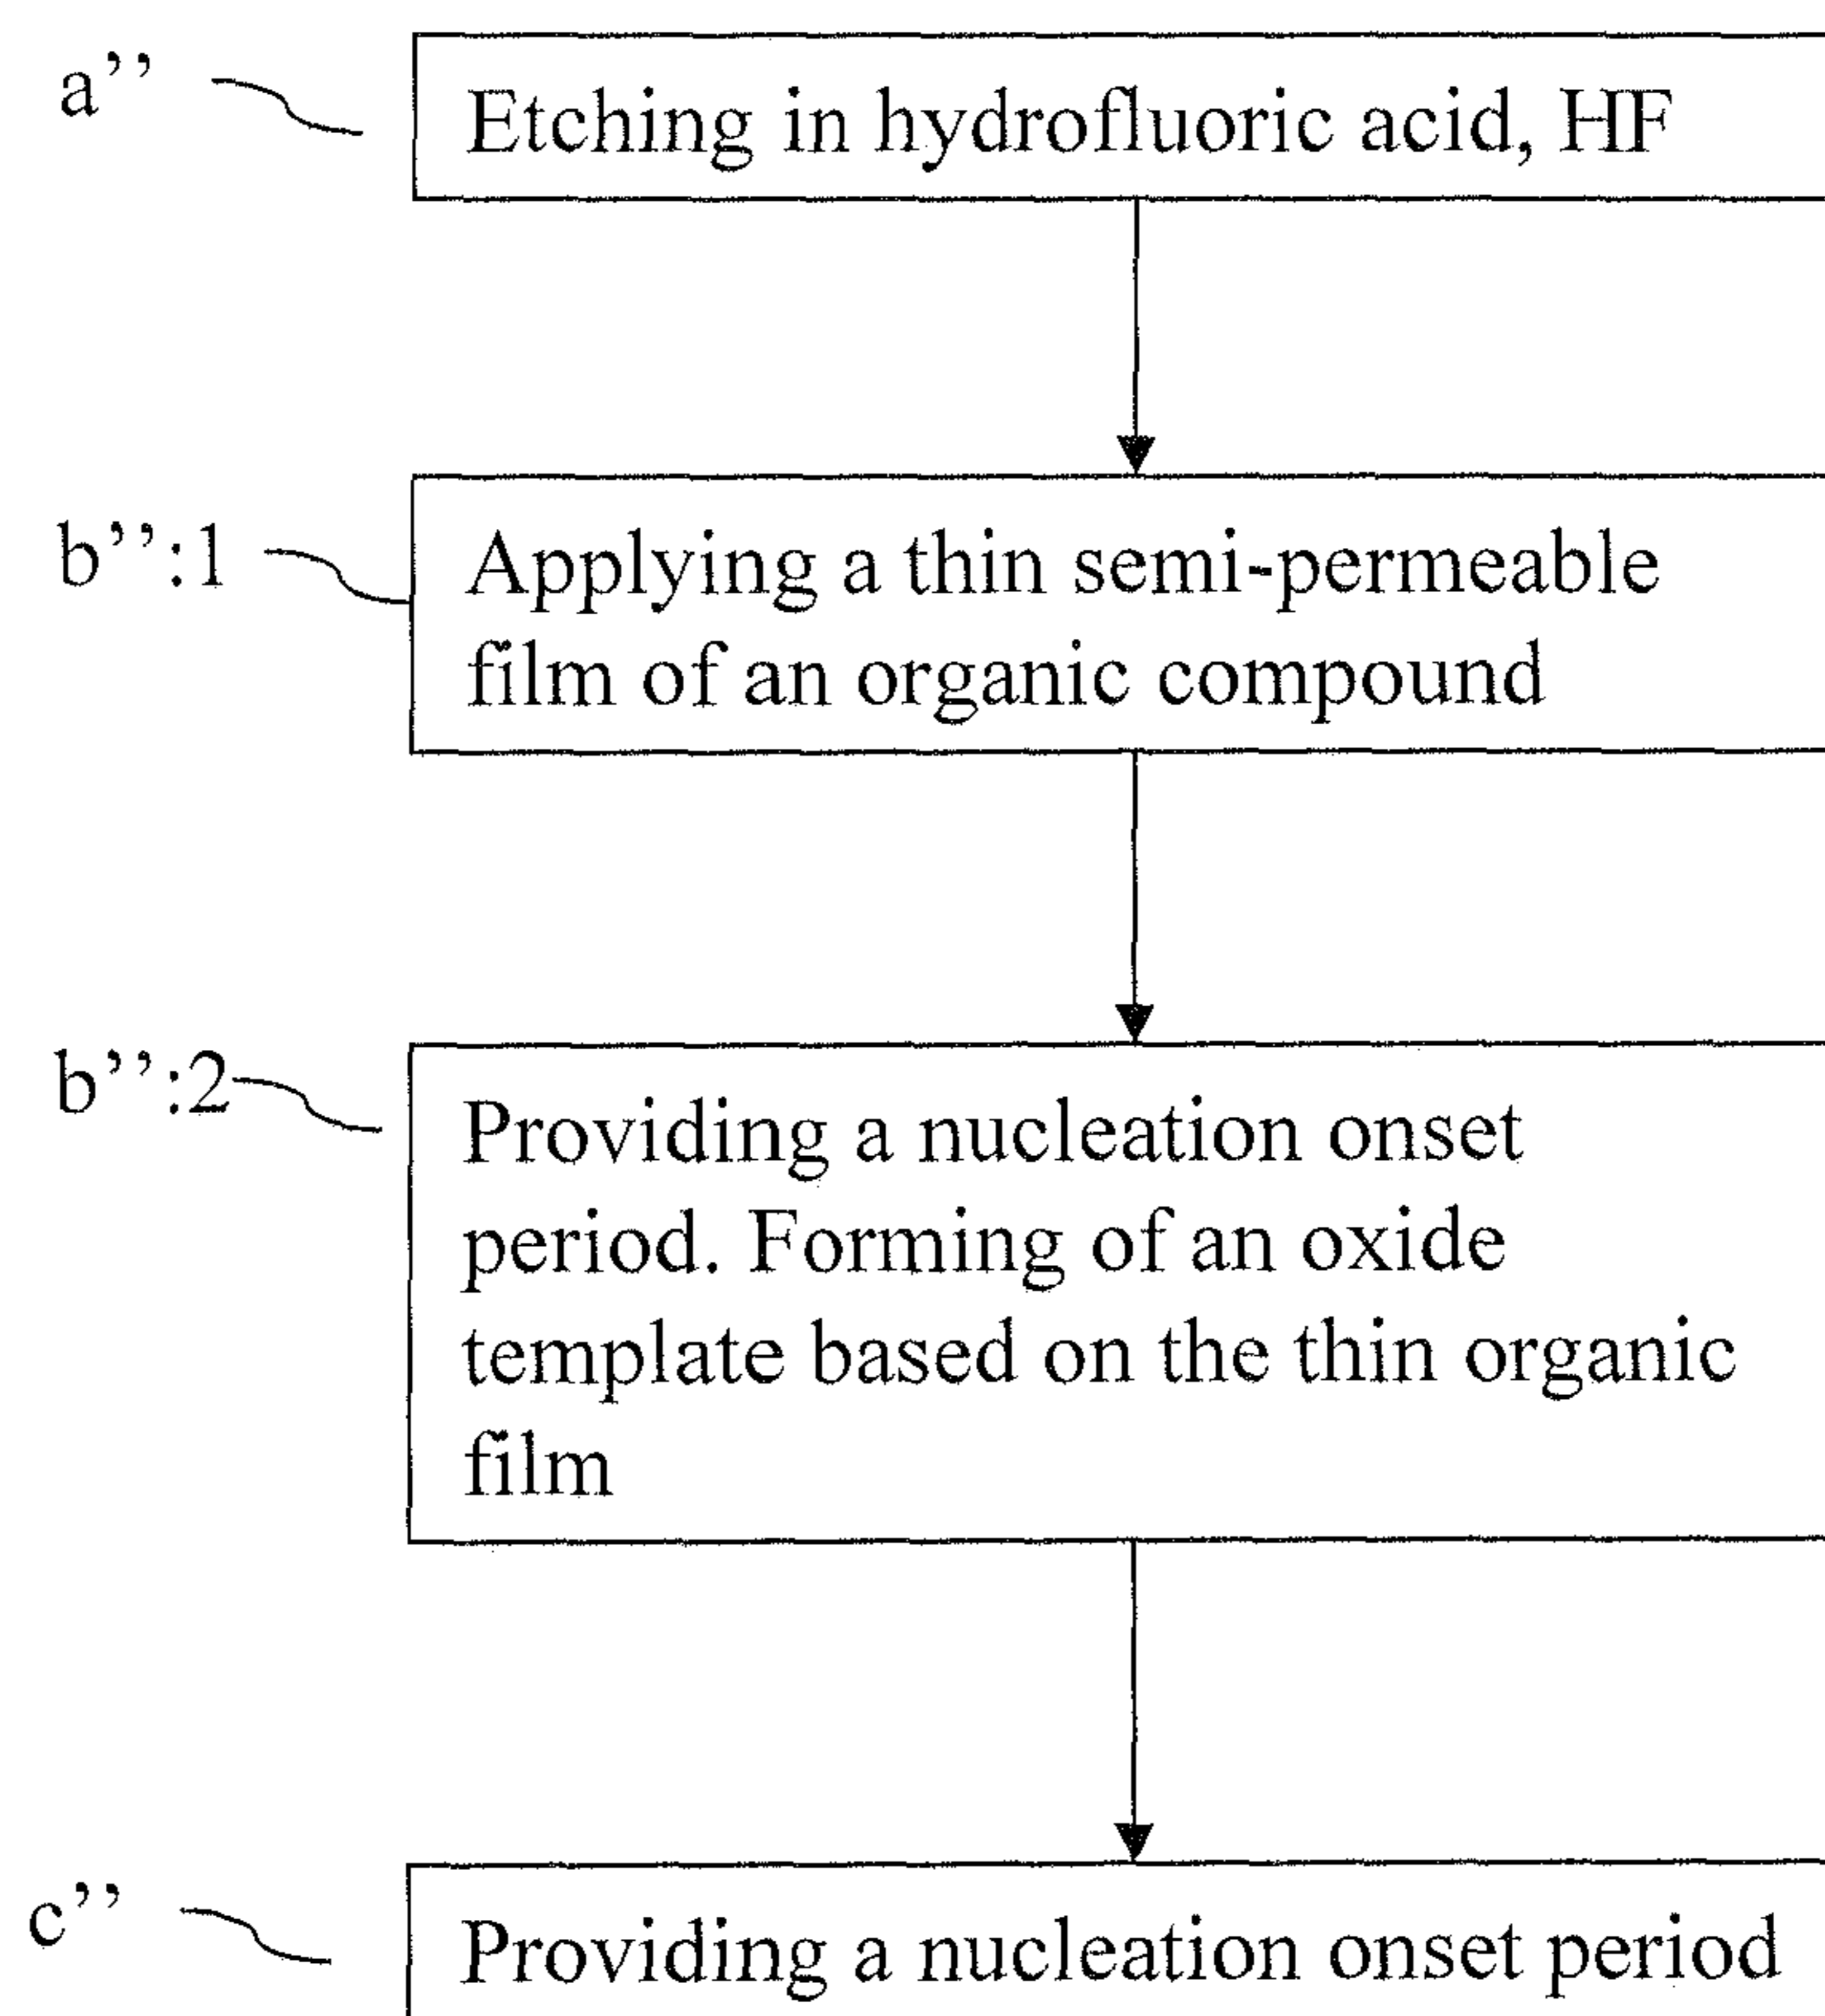 a’’
Etching in hydrofluoric acid, HF
b’’:1
Applying a thin semi-permeable
film of an organic compound
b’’:2
Providing a nucleation onset
period. Forming of an oxide
template based on the thin organic
film
c’’
Providing a nucleation onset period